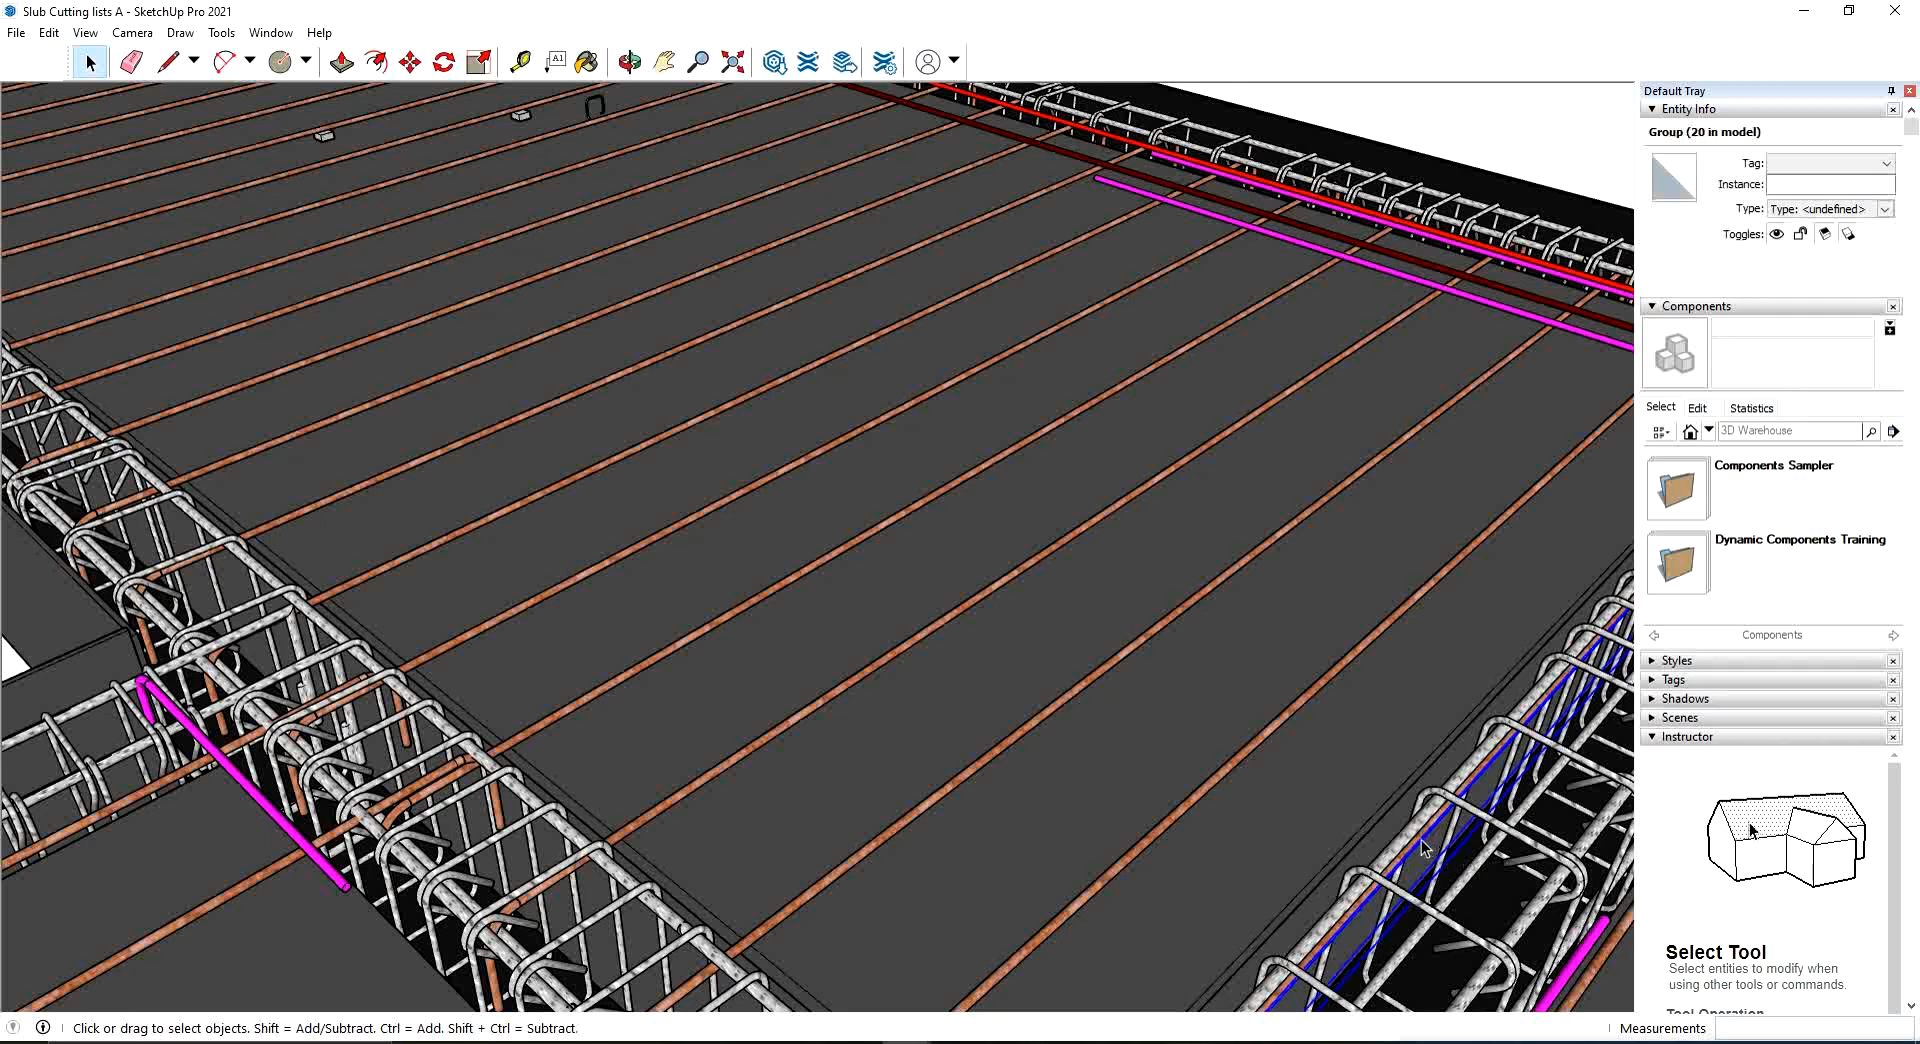 Slub Cutting lists A - SketchUp Pro 2021
File Edit View Camera Draw Tools Window Help
A1
Default Tray
Entity Info
Group (20 in model)
Tag:
Instance:
Type: Type: <undefined>
Toggles:
Components
Select Edit Statistics
3D Warehouse
Components Sampler
Dynamic Components Training
Components
Styles
Tags
Shadows
Scenes
Instructor
Select Tool
Select entities to modify when
using other tools or commands.
Tool Operation
Click or drag to select objects. Shift = Add/Subtract. Ctrl = Add. Shift + Ctrl = Subtract.
Measurements